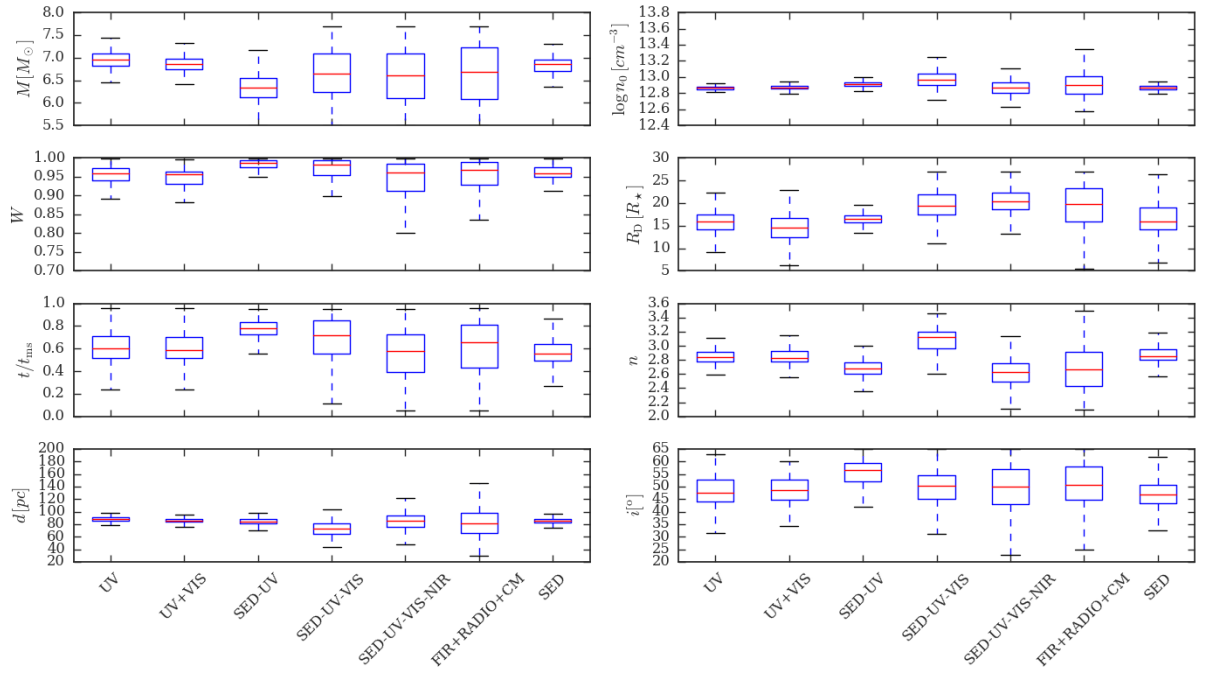 M [M⊙]
8.0
7.5
7.0
6.5
6.0
5.5
log n₀ [cm⁻³]
13.8
13.6
13.4
13.2
13.0
12.8
12.6
12.4
W
1.00
0.95
0.90
0.85
0.80
0.75
0.70
R_D [R⋆]
30
25
20
15
10
5
t/t_ms
1.0
0.8
0.6
0.4
0.2
0.0
n
3.6
3.4
3.2
3.0
2.8
2.6
2.4
2.2
2.0
d [pc]
200
180
160
140
120
100
80
60
40
20
i[°]
65
60
55
50
45
40
35
30
25
20
UV
UV+VIS
SED-UV
SED-UV-VIS
SED-UV-VIS-NIR
FIR+RADIO+CM
SED
UV
UV+VIS
SED-UV
SED-UV-VIS
SED-UV-VIS-NIR
FIR+RADIO+CM
SED